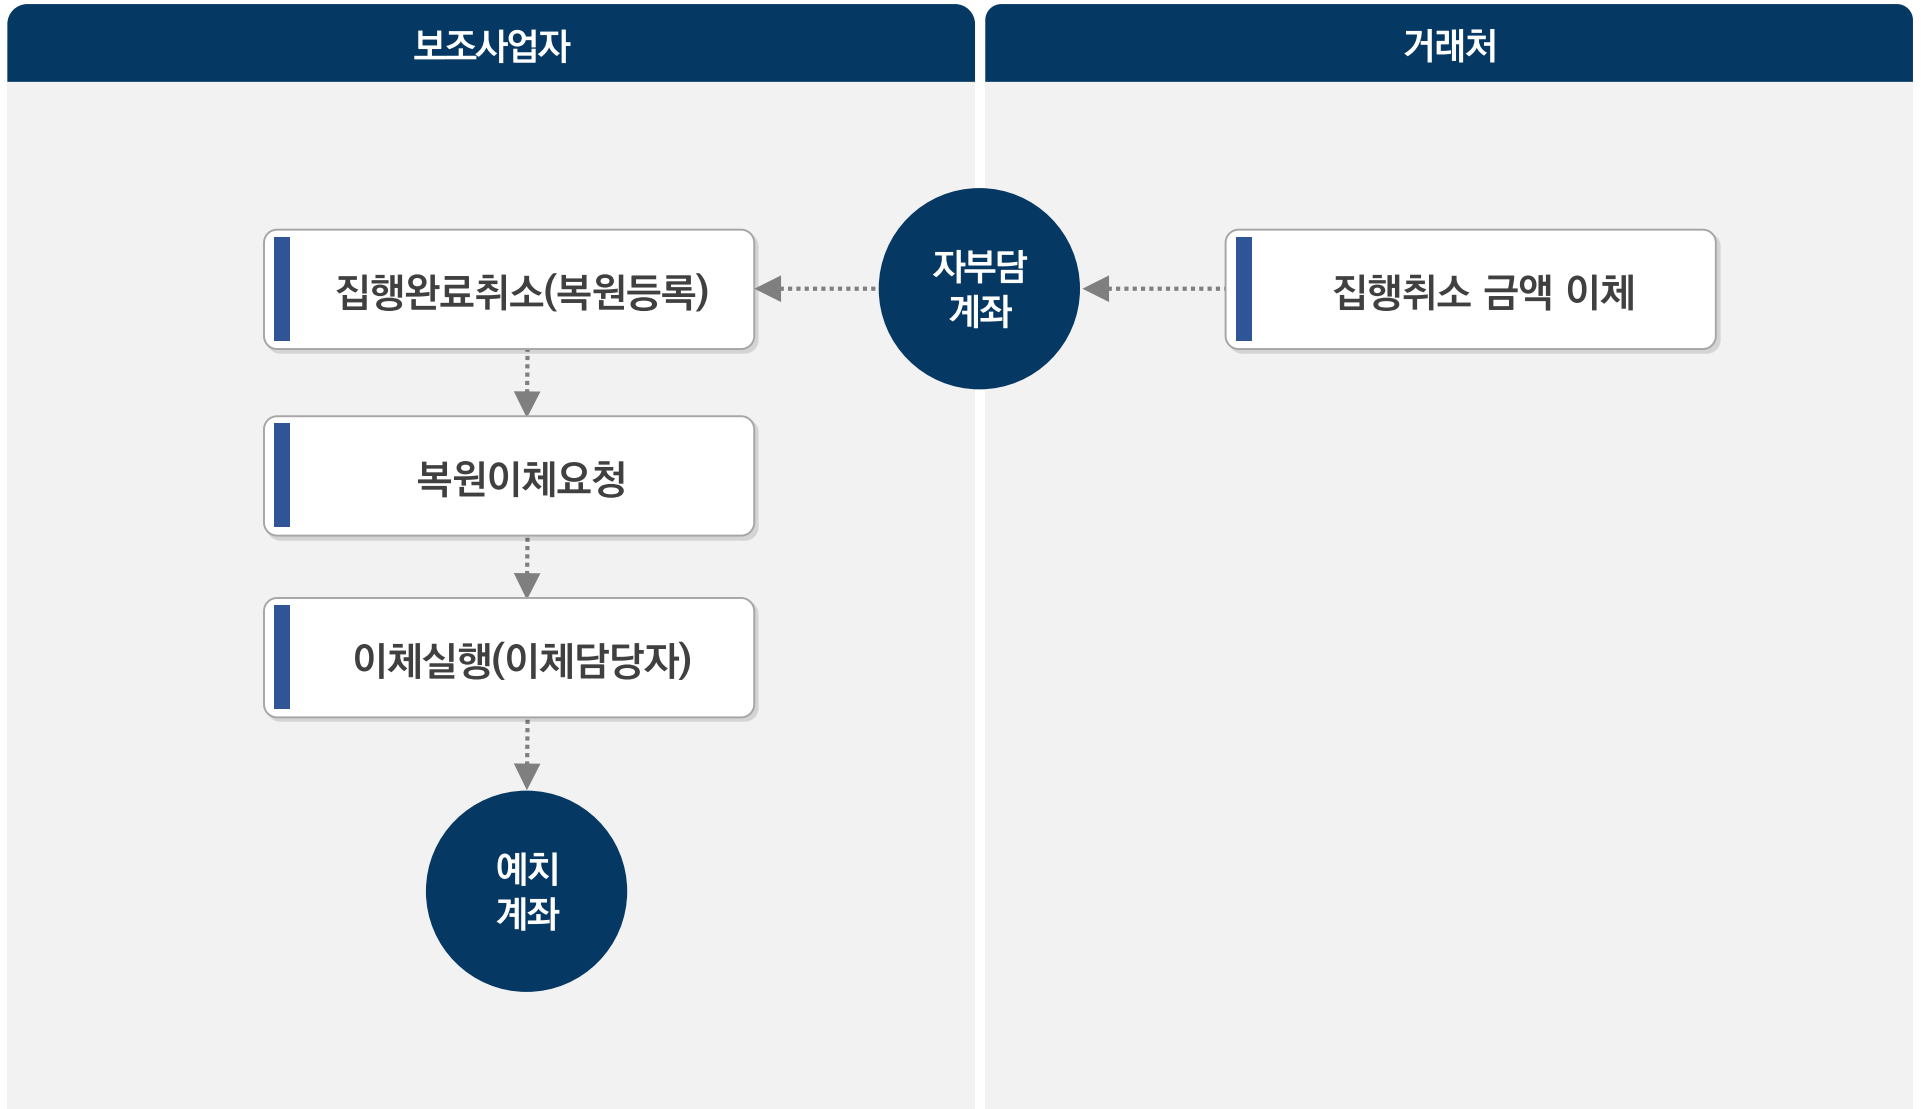 보조사업자
거래처
집행완료취소(복원등록)
자부담
계좌
집행취소 금액 이체
복원이체요청
이체실행(이체담당자)
예치
계좌